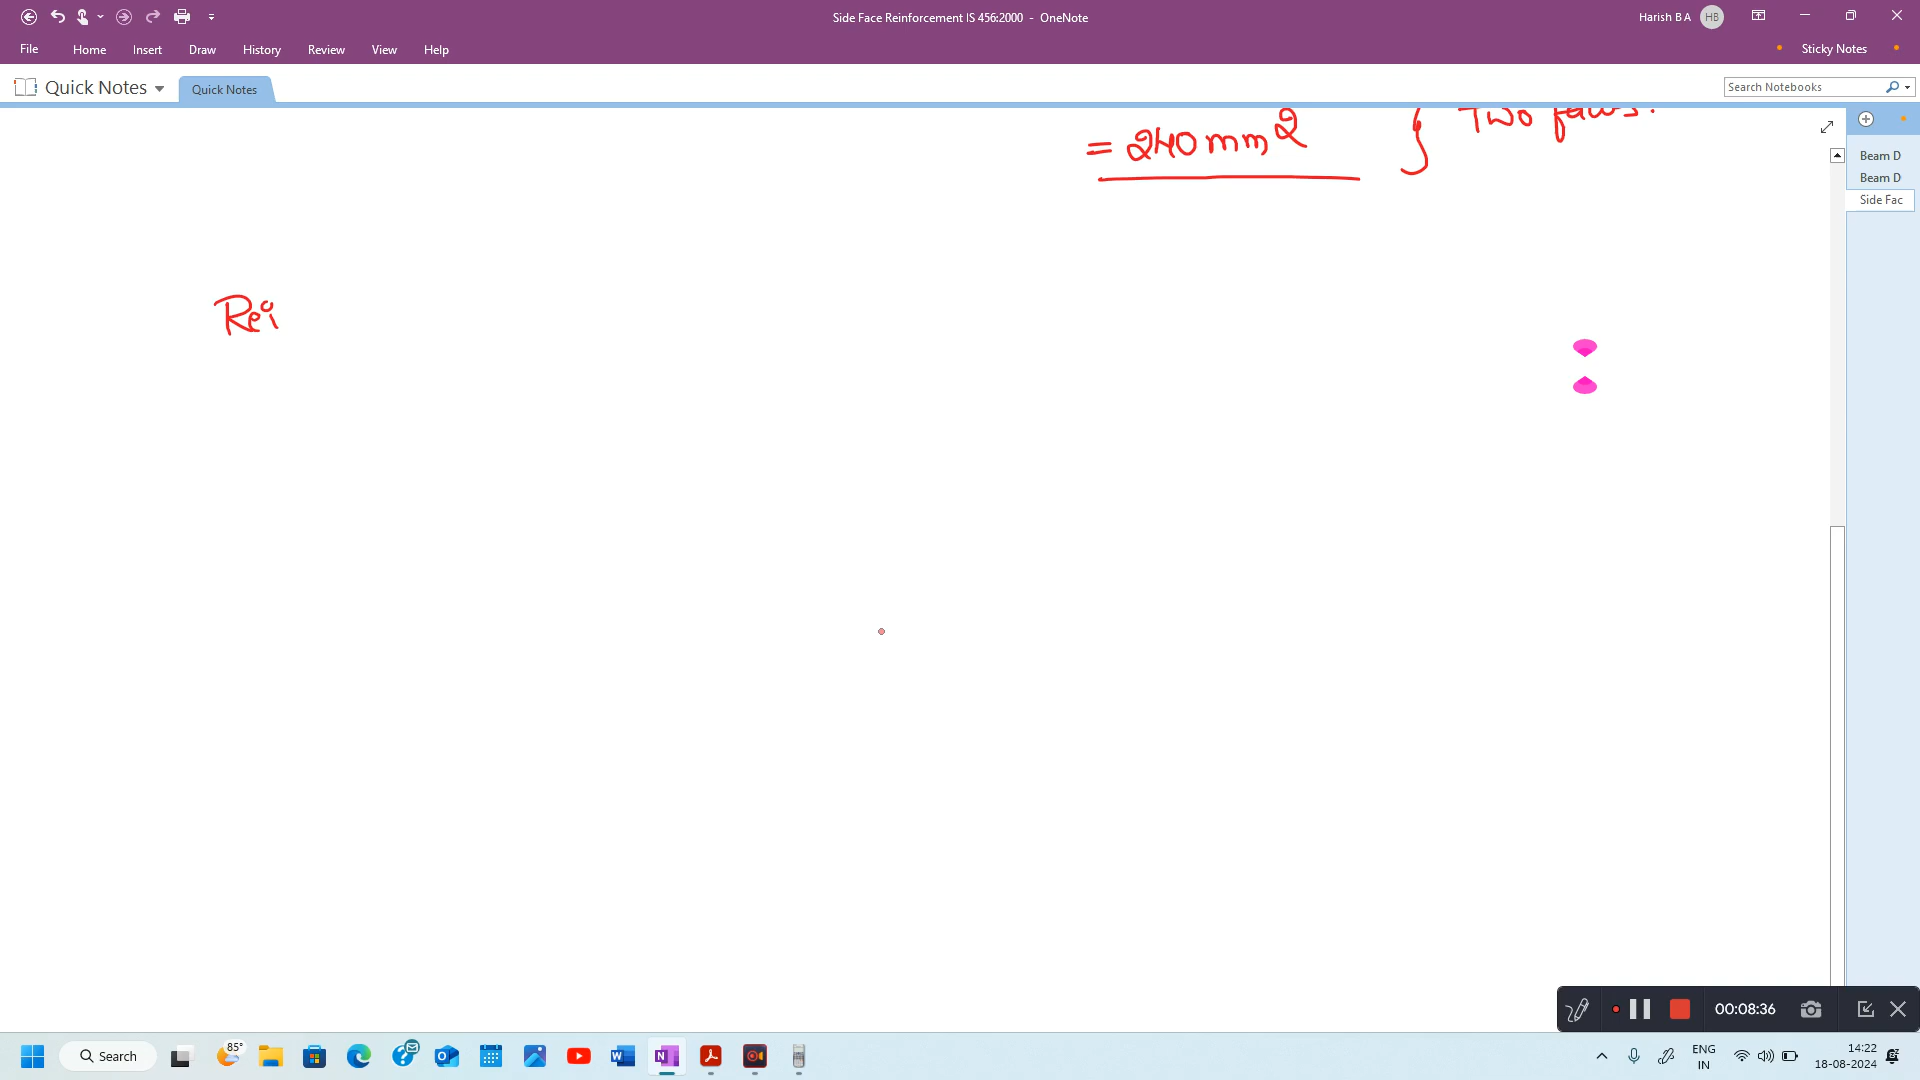 Side Face Reinforcement IS 456:2000 - OneNote
Harish B A HB
File Home Insert Draw History Review View Help
Sticky Notes
Quick Notes Quick Notes
Search Notebooks
Two faces.
= 240 mm2
Beam D
Beam D
Side Fac
Rei
00:08:36
85°
Search
ENG
IN
14:22
18-08-2024